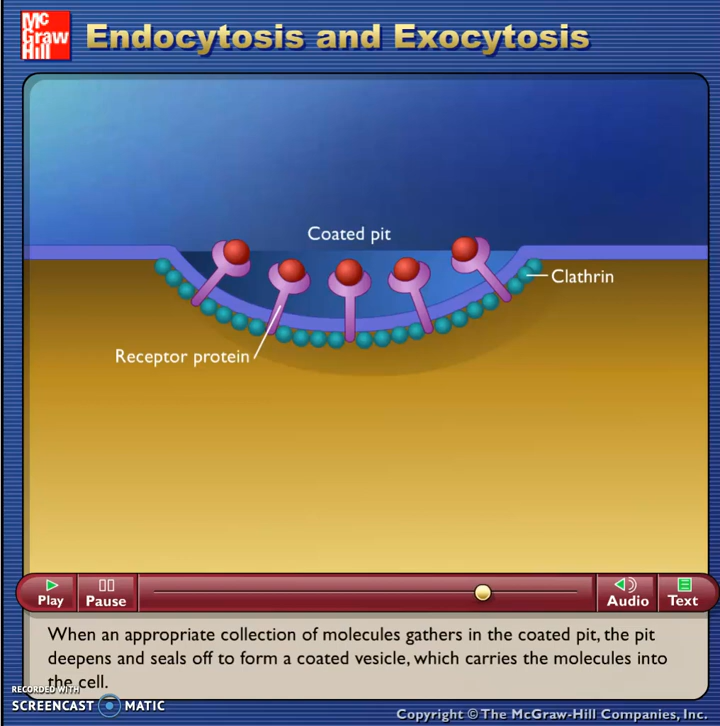 Mc
Graw
Hill
Endocytosis and Exocytosis
Coated pit
Clathrin
Receptor protein
Play
Pause
Audio
Text
When an appropriate collection of molecules gathers in the coated pit, the pit
deepens and seals off to form a coated vesicle, which carries the molecules into
the cell.
RECORDED WITH
SCREENCAST MATIC
Copyright © The McGraw-Hill Companies, Inc.